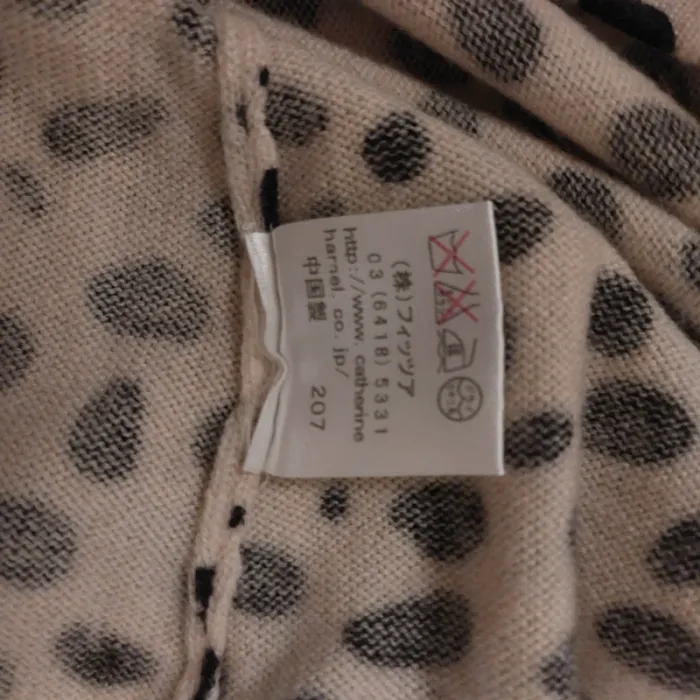 (株)フィッツア
03(6418)5331
http://www.catherine
harnel.co.jp/
中国製 207